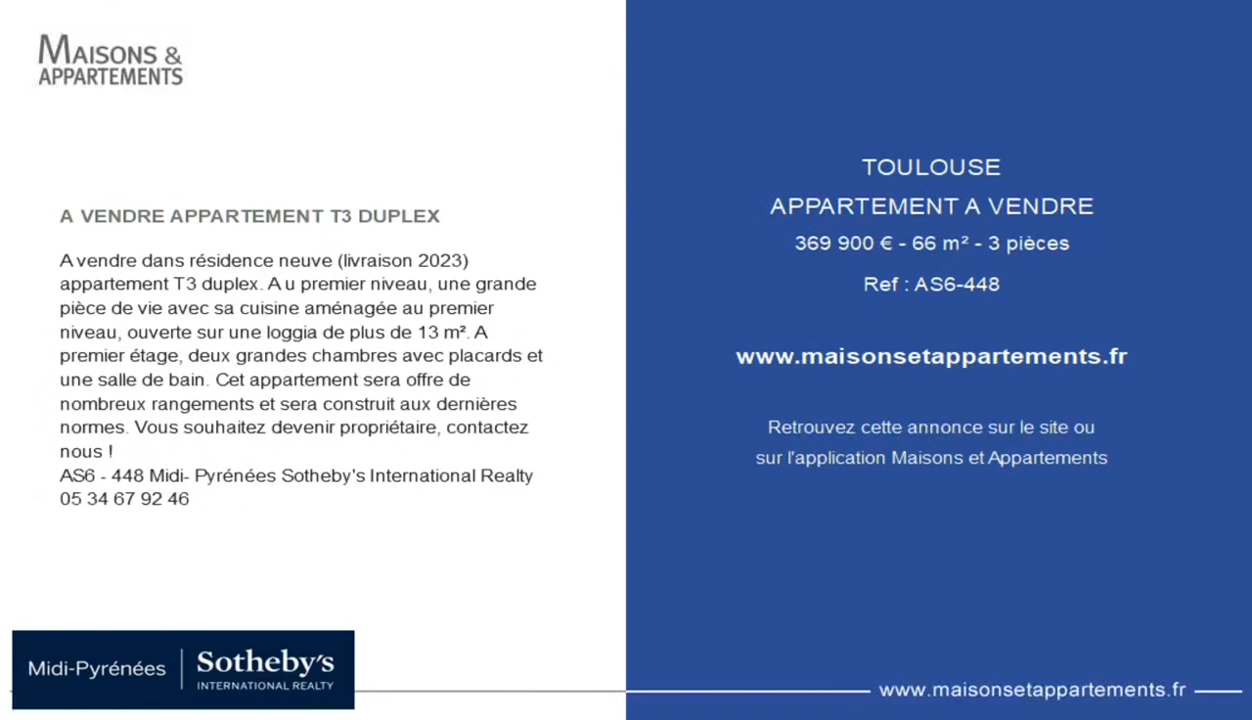 MAISONS &
APPARTEMENTS
A VENDRE APPARTEMENT T3 DUPLEX
A vendre dans résidence neuve (livraison 2023)
appartement T3 duplex. A u premier niveau, une grande
pièce de vie avec sa cuisine aménagée au premier
niveau, ouverte sur une loggia de plus de 13 m². A
premier étage, deux grandes chambres avec placards et
une salle de bain. Cet appartement sera offre de
nombreux rangements et sera construit aux dernières
normes. Vous souhaitez devenir propriétaire, contactez
nous !
AS6 - 448 Midi- Pyrénées Sotheby's International Realty
05 34 67 92 46
Midi-Pyrénées
Sotheby's
INTERNATIONAL REALTY
TOULOUSE
APPARTEMENT A VENDRE
369 900 € - 66 m² - 3 pièces
Ref : AS6-448
www.maisonsetappartements.fr
Retrouvez cette annonce sur le site ou
sur l'application Maisons et Appartements
www.maisonsetappartements.fr